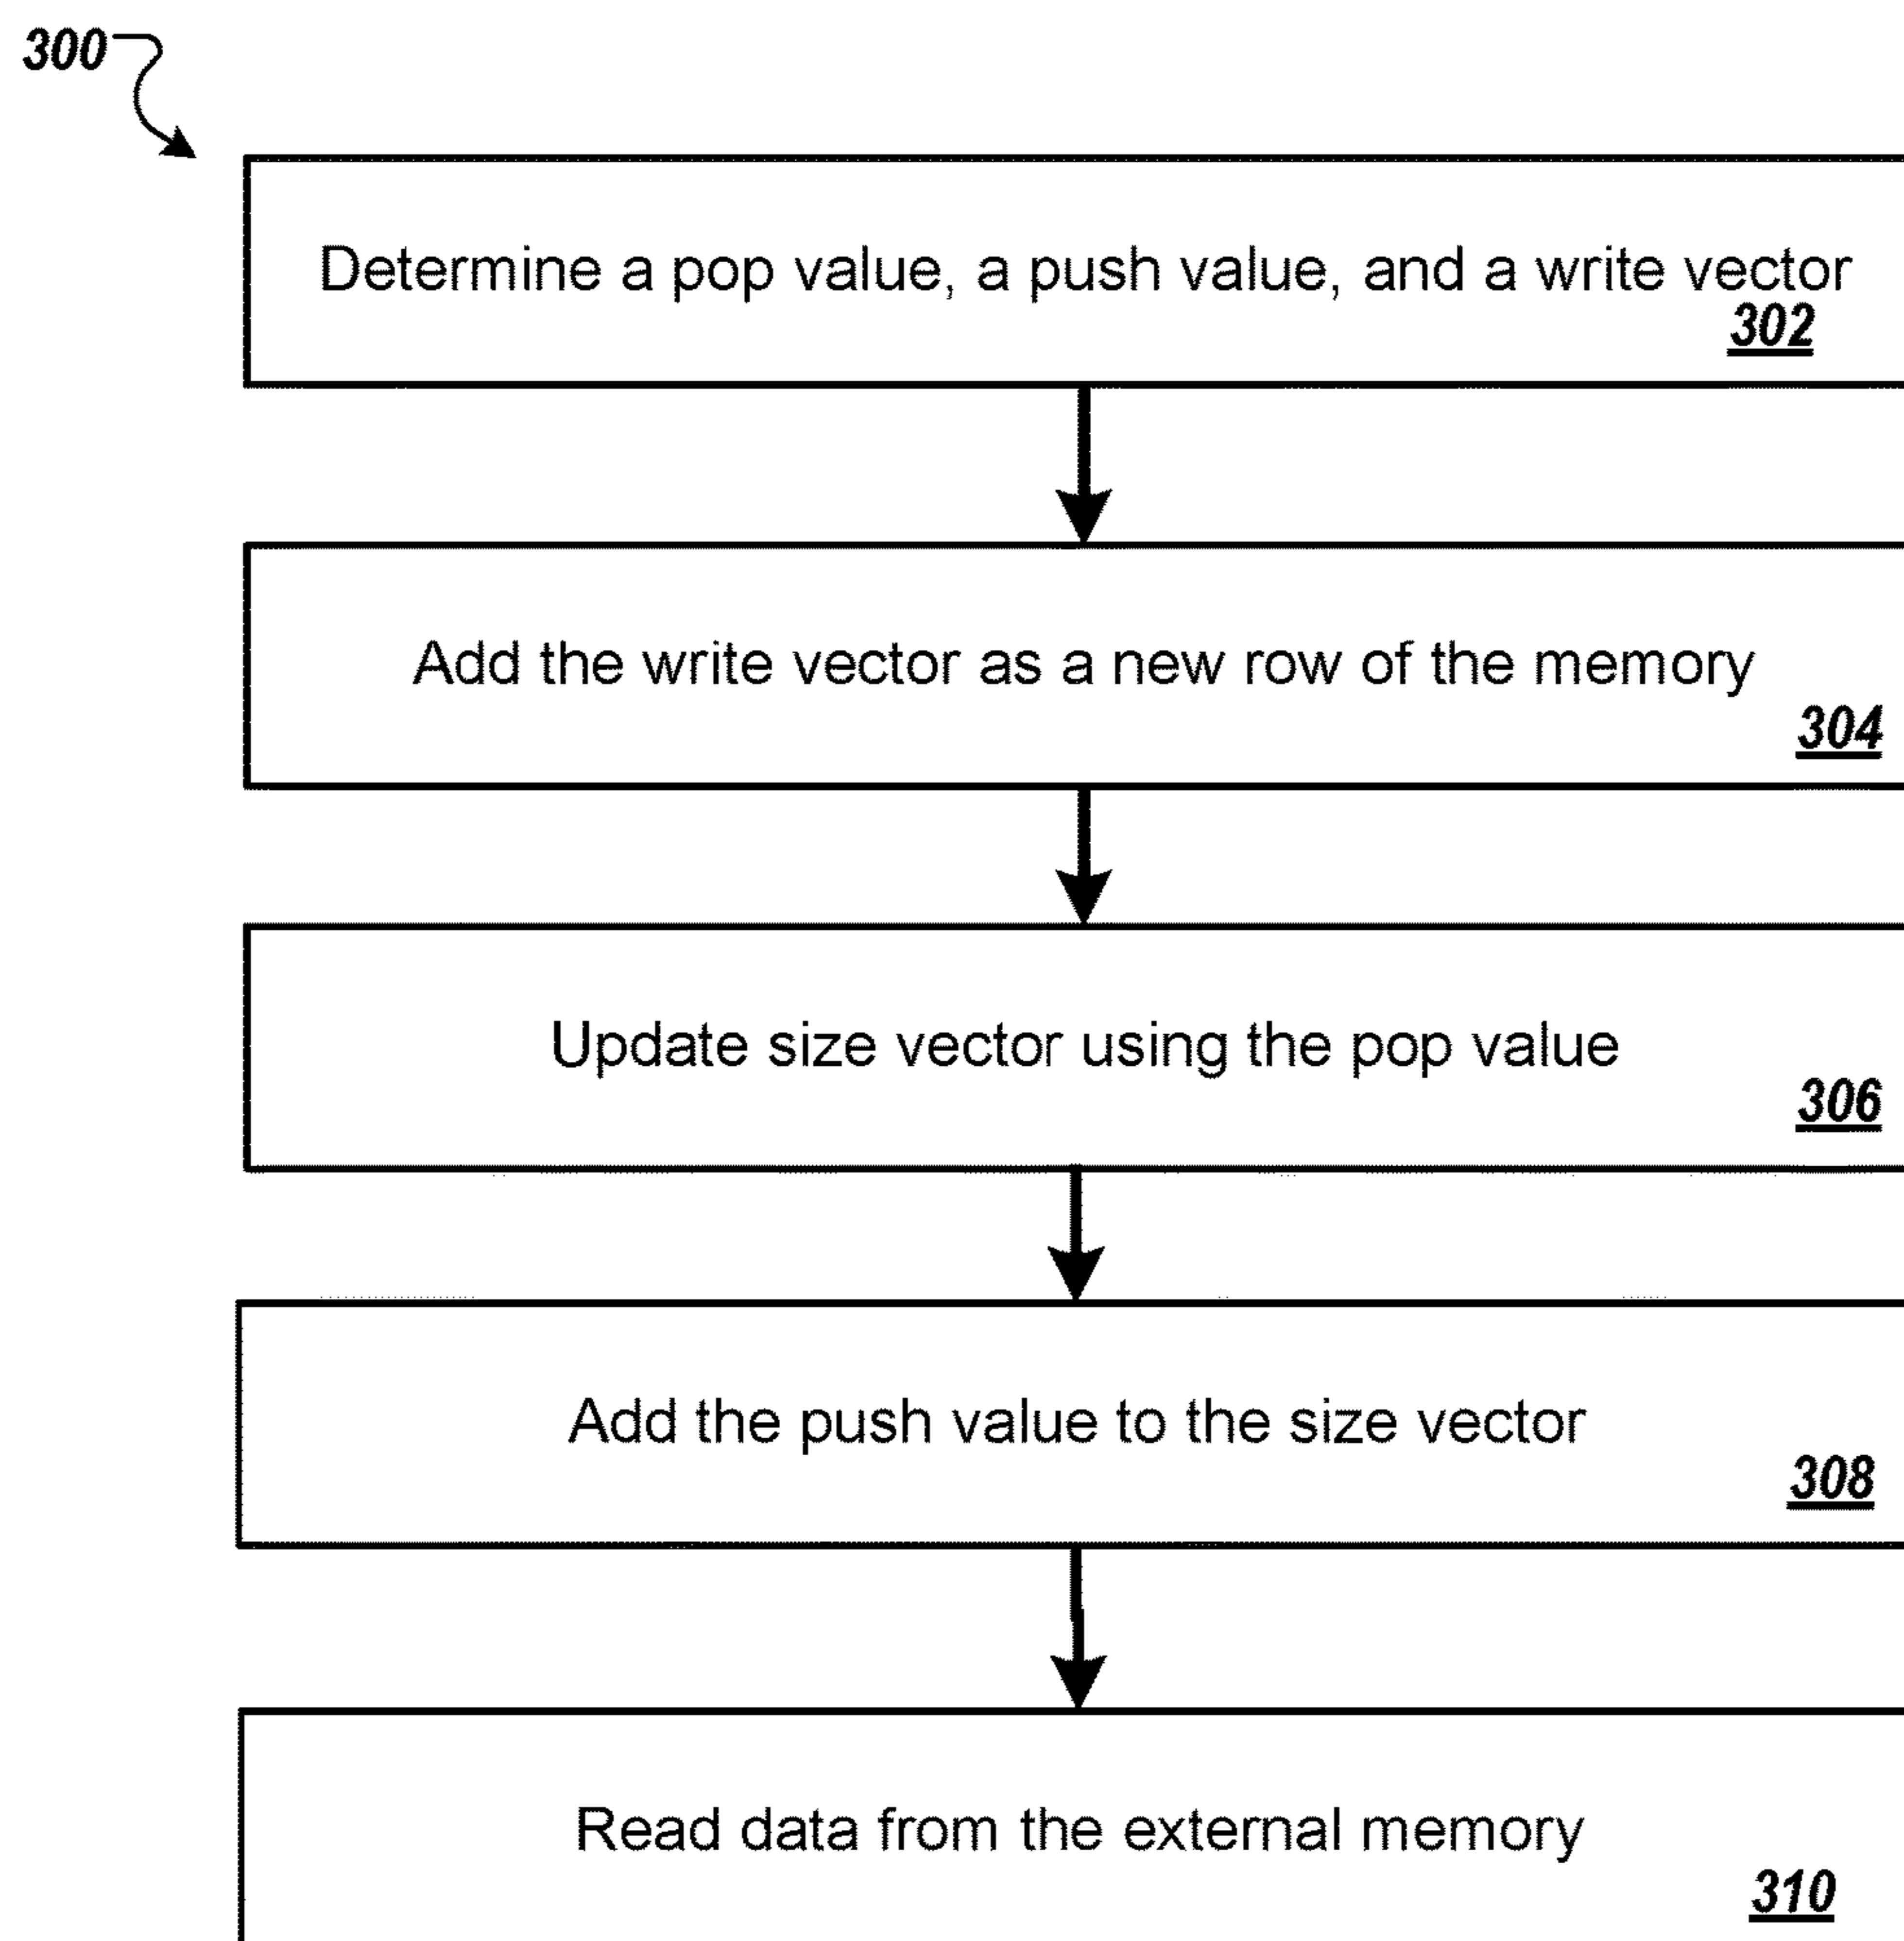 300
Determine a pop value, a push value, and a write vector
302
Add the write vector as a new row of the memory
304
Update size vector using the pop value
306
Add the push value to the size vector
308
Read data from the external memory
310